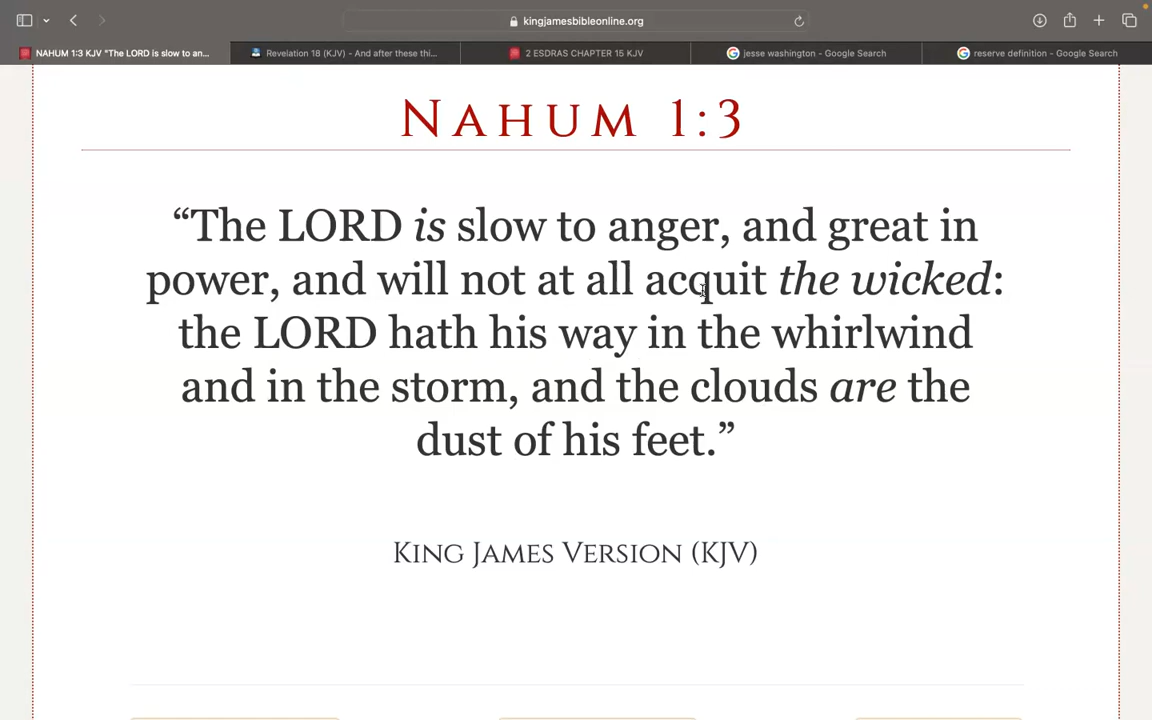 kingjamesbibleonline.org
NAHUM 1:3 KJV "The LORD is slow to an...
Revelation 18 (KJV) - And after these thi...
2 ESDRAS CHAPTER 15 KJV
jesse washington - Google Search
reserve definition - Google Search
NAHUM 1:3
“The LORD is slow to anger, and great in
power, and will not at all acquit the wicked:
the LORD hath his way in the whirlwind
and in the storm, and the clouds are the
dust of his feet.”
KING JAMES VERSION (KJV)